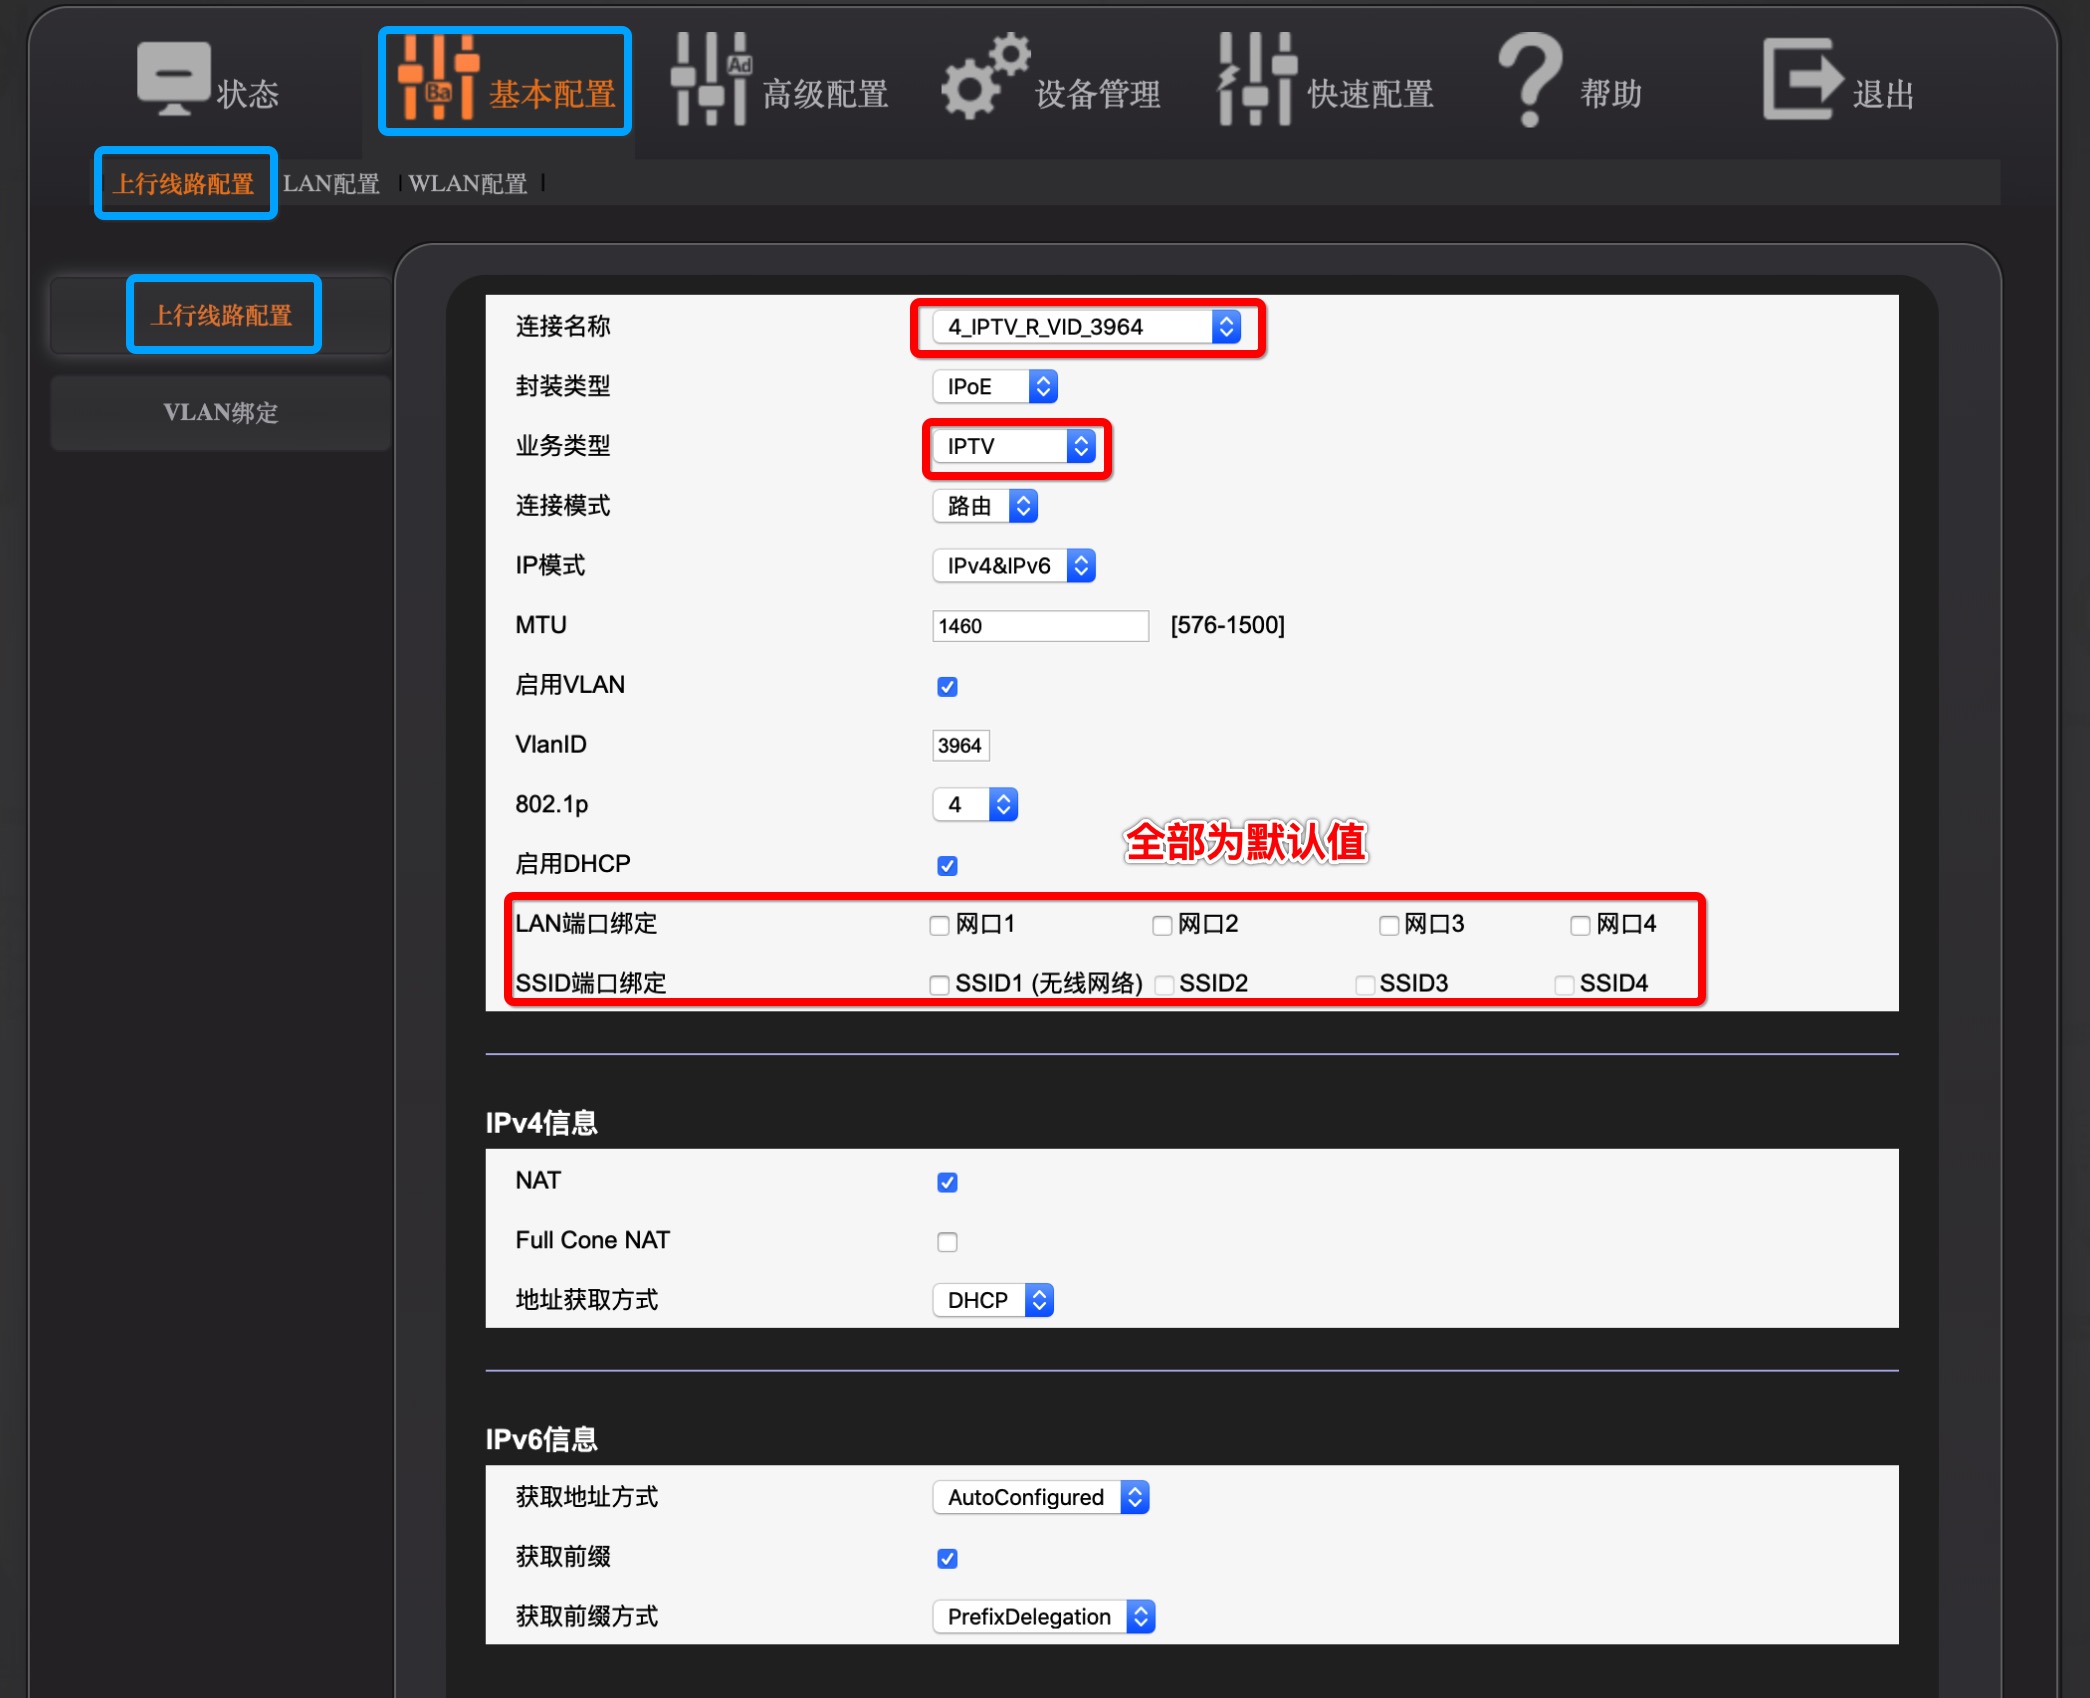 状态
Ba 基本配置
Ad 高级配置
设备管理
快速配置
帮助
退出
上行线路配置 LAN配置 WLAN配置
上行线路配置
VLAN绑定
连接名称 4_IPTV_R_VID_3964
封装类型 IPoE
业务类型 IPTV
连接模式 路由
IP模式 IPv4&IPv6
MTU 1460 [576-1500]
启用VLAN
VlanID 3964
802.1p 4
全部为默认值
启用DHCP
LAN端口绑定 网口1 网口2 网口3 网口4
SSID端口绑定 SSID1 (无线网络) SSID2 SSID3 SSID4
IPv4信息
NAT
Full Cone NAT
地址获取方式 DHCP
IPv6信息
获取地址方式 AutoConfigured
获取前缀
获取前缀方式 PrefixDelegation